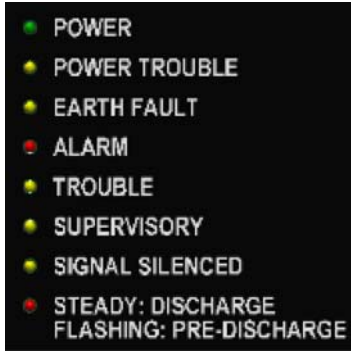 POWER
POWER TROUBLE
EARTH FAULT
ALARM
TROUBLE
SUPERVISORY
SIGNAL SILENCED
STEADY: DISCHARGE
FLASHING: PRE-DISCHARGE